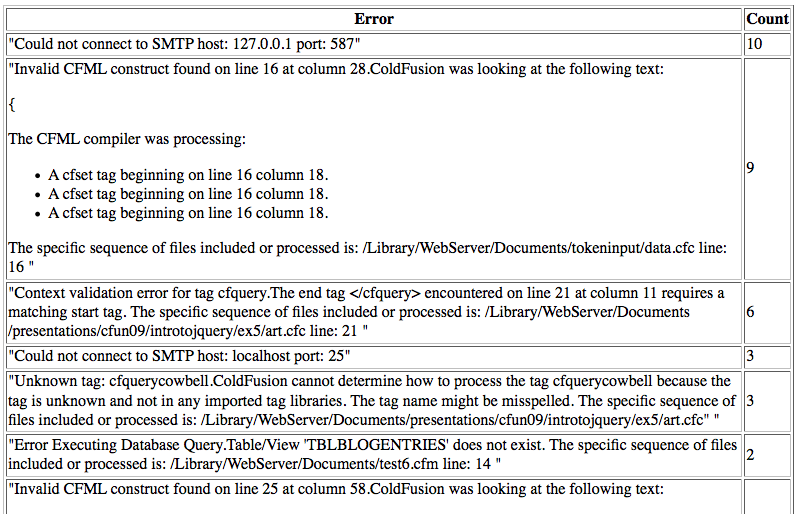 Error Count
"Could not connect to SMTP host: 127.0.0.1 port: 587" 10
"Invalid CFML construct found on line 16 at column 28.ColdFusion was looking at the following text:
{
The CFML compiler was processing:
• A cfset tag beginning on line 16 column 18.
• A cfset tag beginning on line 16 column 18.
• A cfset tag beginning on line 16 column 18.
9
The specific sequence of files included or processed is: /Library/WebServer/Documents/tokeninput/data.cfc line:
16 "
"Context validation error for tag cfquery.The end tag </cfquery> encountered on line 21 at column 11 requires a
matching start tag. The specific sequence of files included or processed is: /Library/WebServer/Documents
/presentations/cfun09/introtojquery/ex5/art.cfc line: 21 "
6
"Could not connect to SMTP host: localhost port: 25" 3
"Unknown tag: cfquerycowbell.ColdFusion cannot determine how to process the tag cfquerycowbell because the
tag is unknown and not in any imported tag libraries. The tag name might be misspelled. The specific sequence of
files included or processed is: /Library/WebServer/Documents/presentations/cfun09/introtojquery/ex5/art.cfc" "
3
"Error Executing Database Query.Table/View 'TBLBLOGENTRIES' does not exist. The specific sequence of files
included or processed is: /Library/WebServer/Documents/test6.cfm line: 14 "
2
"Invalid CFML construct found on line 25 at column 58.ColdFusion was looking at the following text: